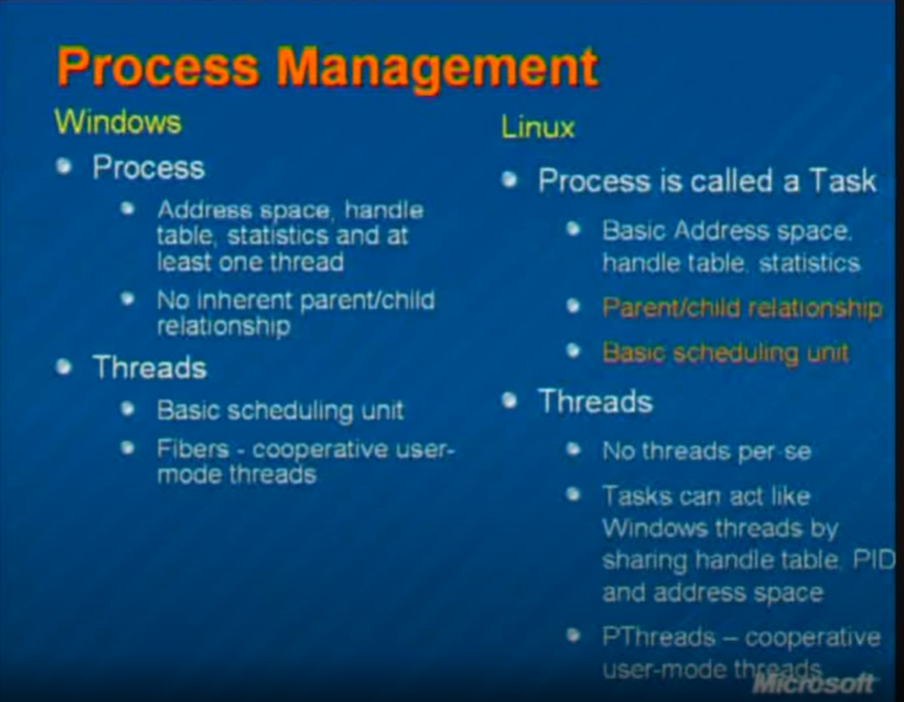 Process Management
Windows
Process
Address space, handle
table, statistics and at
least one thread
No inherent parent/child
relationship
Threads
Basic scheduling unit
Fibers - cooperative user-
mode threads
Linux
Process is called a Task
Basic Address space,
handle table, statistics
Parent/child relationship
Basic scheduling unit
Threads
No threads per se
Tasks can act like
Windows threads by
sharing handle table, PID
and address space
PThreads – cooperative
user-mode threads
Microsoft